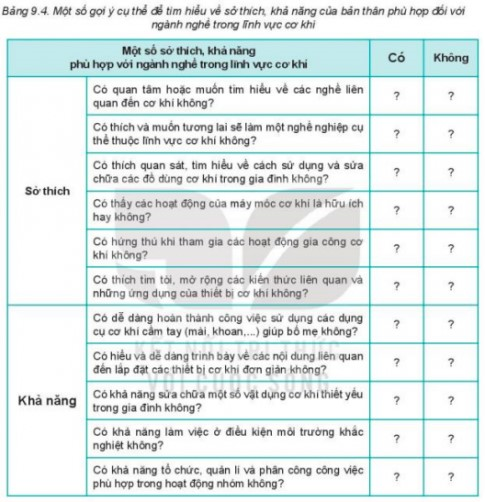 Bảng 9.4. Một số gợi ý cụ thể để tìm hiểu về sở thích, khả năng của bản thân phù hợp đối với
ngành nghề trong lĩnh vực cơ khí
Một số sở thích, khả năng
phù hợp với ngành nghề trong lĩnh vực cơ khí
Có
Không
Sở thích
Có quan tâm hoặc muốn tìm hiểu về các nghề liên
quan đến cơ khí không?
? ?
Có thích và muốn tương lai sẽ làm một nghề nghiệp cụ
thể thuộc lĩnh vực cơ khí không?
? ?
Có thích quan sát, tìm hiểu về cách sử dụng và sửa
chữa các đồ dùng cơ khí trong gia đình không?
? ?
Có thấy các hoạt động của máy móc cơ khí là hữu ích
hay không?
? ?
Có hứng thú khi tham gia các hoạt động gia công cơ
khí không?
? ?
Có thích tìm tòi, mở rộng các kiến thức liên quan và
những ứng dụng của thiết bị cơ khí không?
? ?
Khả năng
Có dễ dàng hoàn thành công việc sử dụng các dụng
cụ cơ khí cầm tay (mài, khoan,...) giúp bố mẹ không?
? ?
Có hiểu và dễ dàng trình bày về các nội dung liên quan
đến lắp đặt các thiết bị cơ khí đơn giản không?
? ?
Có khả năng sửa chữa một số vật dụng cơ khí thiết yếu
trong gia đình không?
? ?
Có khả năng làm việc ở điều kiện môi trường khắc
nghiệt không?
? ?
Có khả năng tổ chức, quản lí và phân công công việc
phù hợp trong hoạt động nhóm không?
? ?
KẾT NỐI TRI THỨC
VỚI CUỘC SỐNG